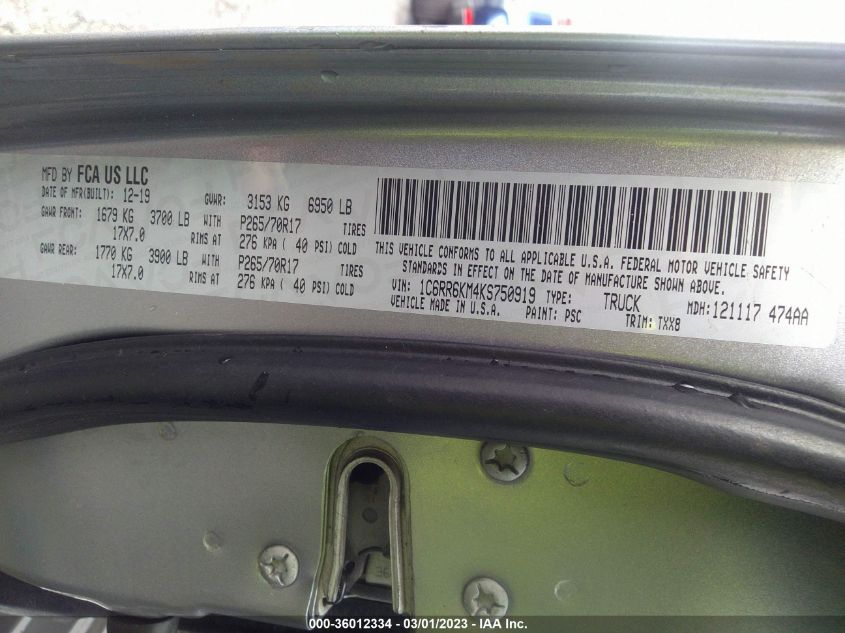 MFD BY FCA US LLC
DATE OF MFR(BUILT): 12-19 GVWR: 3153 KG 6950 LB
GAWR FRONT: 1679 KG 3700 LB WITH P265/70R17 TIRES
17X7.0 RIMS AT 276 KPA ( 40 PSI) COLD
GAWR REAR: 1770 KG 3900 LB WITH P265/70R17 TIRES
17X7.0 RIMS AT 276 KPA ( 40 PSI) COLD
THIS VEHICLE CONFORMS TO ALL APPLICABLE U.S.A. FEDERAL MOTOR VEHICLE SAFETY
STANDARDS IN EFFECT ON THE DATE OF MANUFACTURE SHOWN ABOVE.
VIN: 1C6RR6KM4KS750919 TYPE: TRUCK MDH: 121117 474AA
VEHICLE MADE IN U.S.A. PAINT: PSC TRIM: TXX8
000-36012334 - 03/01/2023 - IAA Inc.